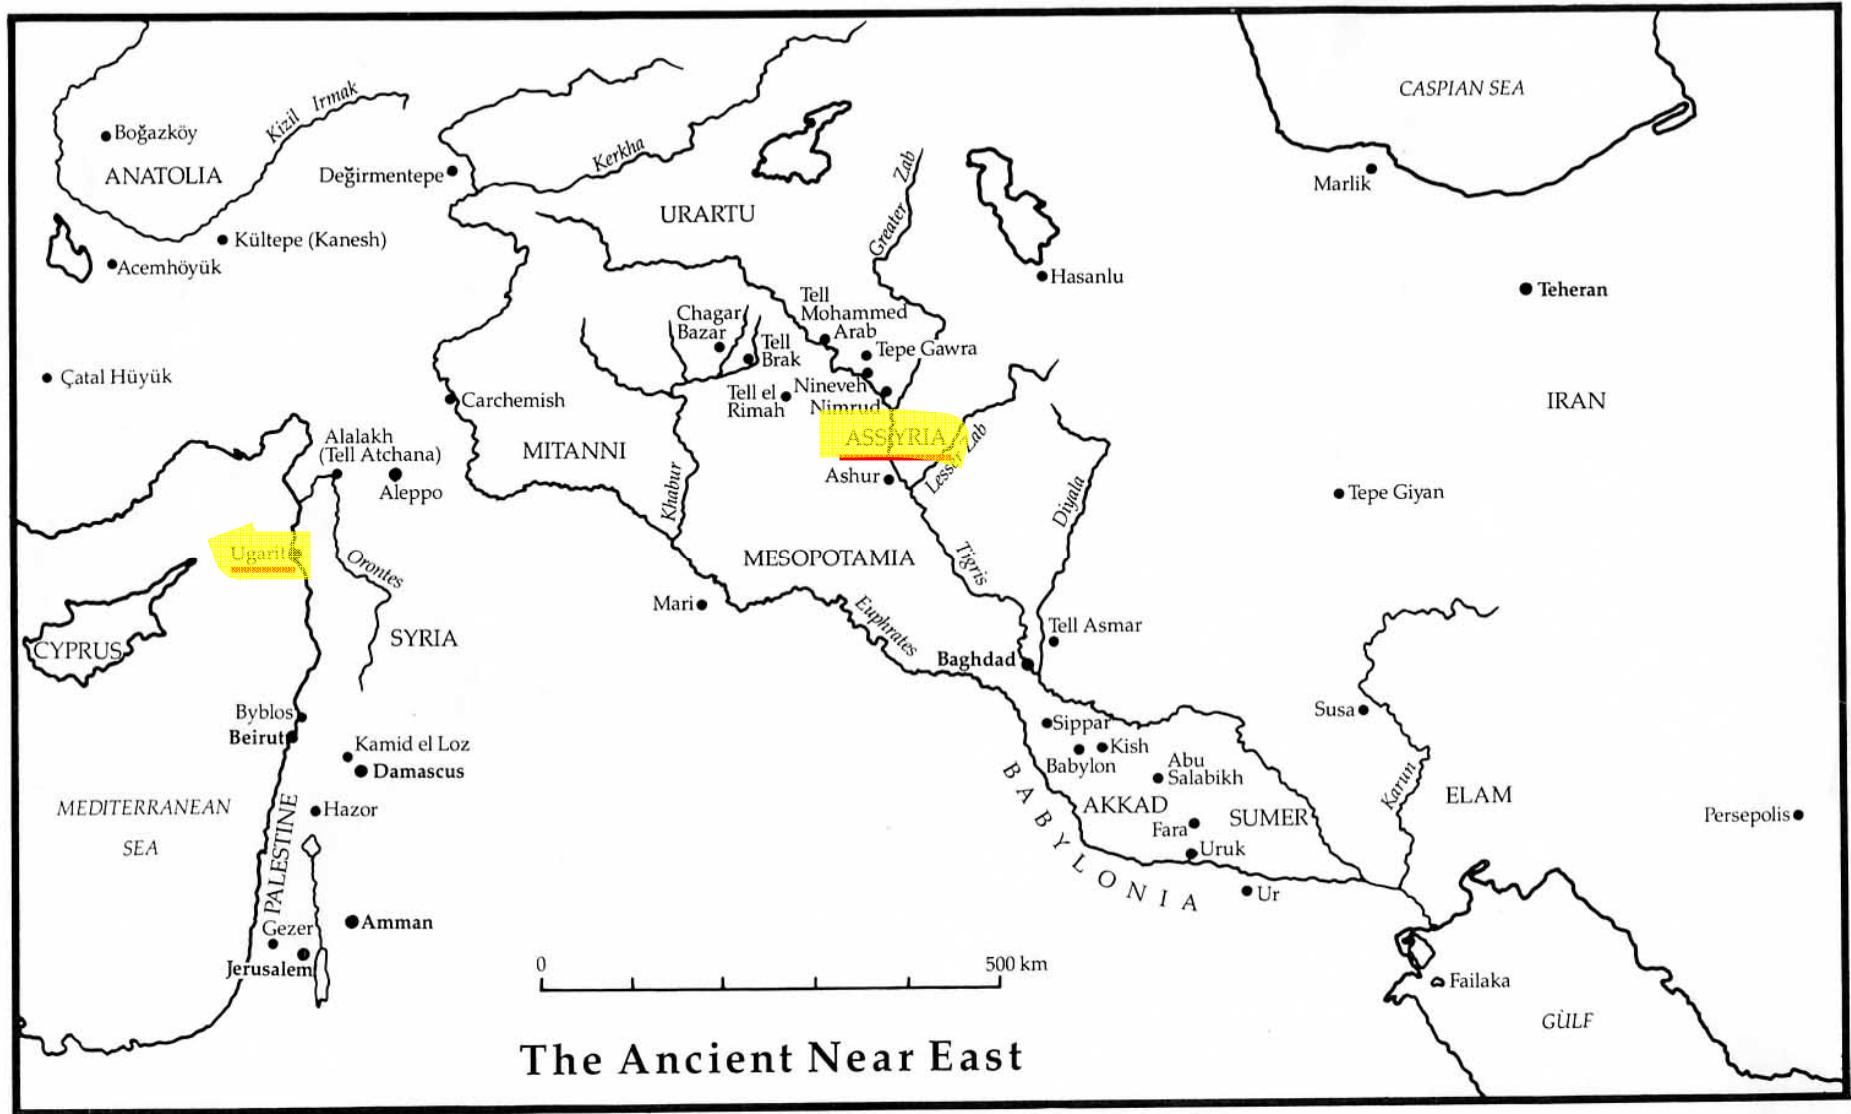 CASPIAN SEA
Kizil Irmak
Boğazköy
ANATOLIA
Değirmentepe
Kerkha
Greater Zab
Marlik
URARTU
Kültepe (Kanesh)
Acemhöyük
Hasanlu
Teheran
Tell
Mohammed
Arab
Chagar
Bazar
Tell
Brak
Tepe Gawra
Çatal Hüyük
Tell el
Rimah
Nineveh
Nimrud
Carchemish
IRAN
Alalakh
(Tell Atchana)
Aleppo
MITANNI
ASSYRIA
Lesser Zab
Ashur
Khabur
Diyala
Tepe Giyan
Ugarit
Orontes
MESOPOTAMIA
Tigris
Mari
Euphrates
Tell Asmar
CYPRUS
SYRIA
Baghdad
Byblos
Beirut
Kamid el Loz
Damascus
Sippar
Susa
Kish
Babylon
Abu
Salabikh
BABYLONIA
AKKAD
SUMER
Karun
ELAM
MEDITERRANEAN
SEA
PALESTINE
Hazor
Fara
Uruk
Persepolis
Ur
Gezer
Amman
Jerusalem
0 500 km
Failaka
GÙLF
The Ancient Near East